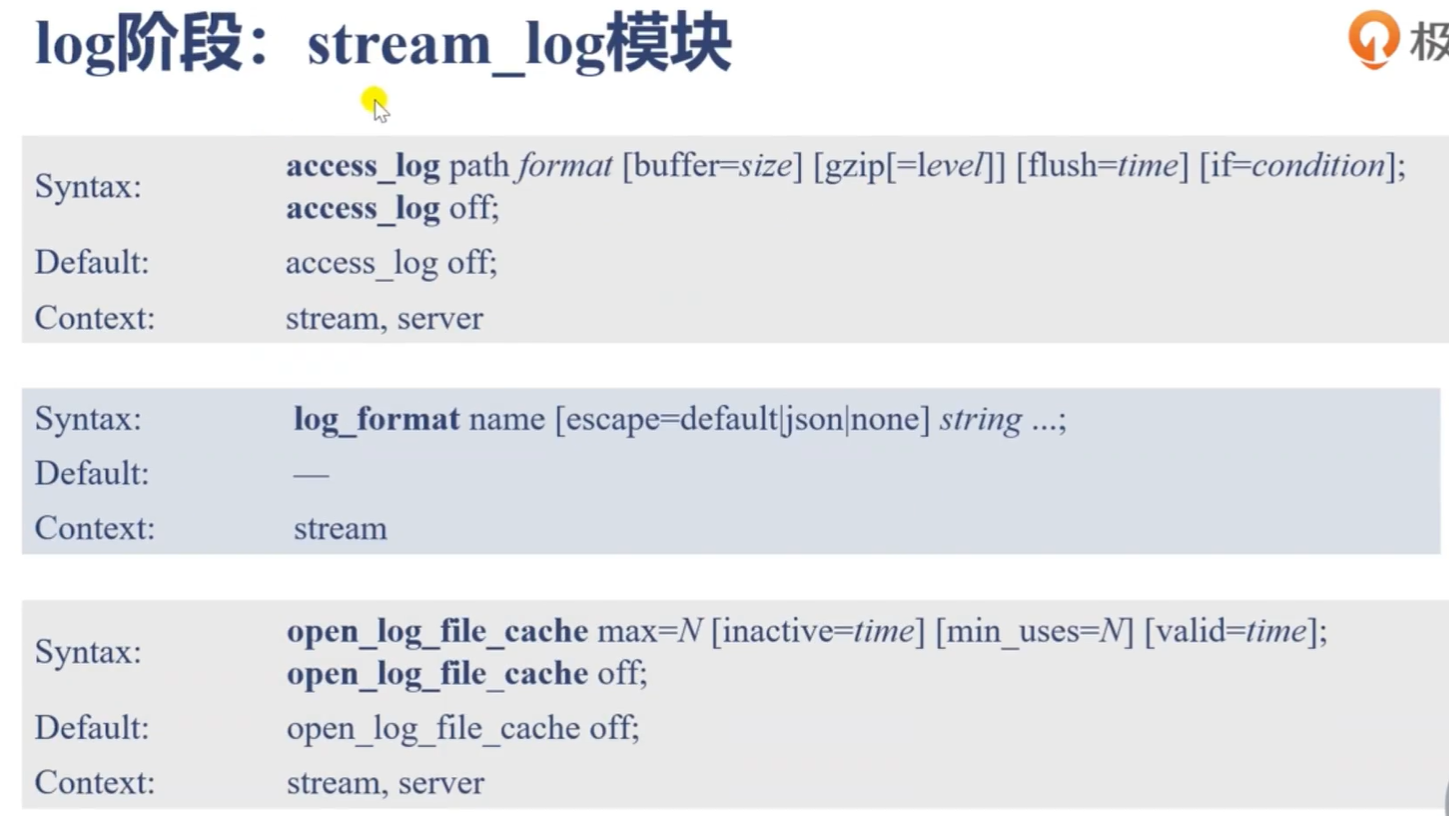 log阶段：stream_log模块
极
Syntax:
access_log path format [buffer=size] [gzip[=level]] [flush=time] [if=condition];
access_log off;
Default: access_log off;
Context: stream, server
Syntax: log_format name [escape=default|json|none] string ...;
Default: —
Context: stream
Syntax:
open_log_file_cache max=N [inactive=time] [min_uses=N] [valid=time];
open_log_file_cache off;
Default: open_log_file_cache off;
Context: stream, server